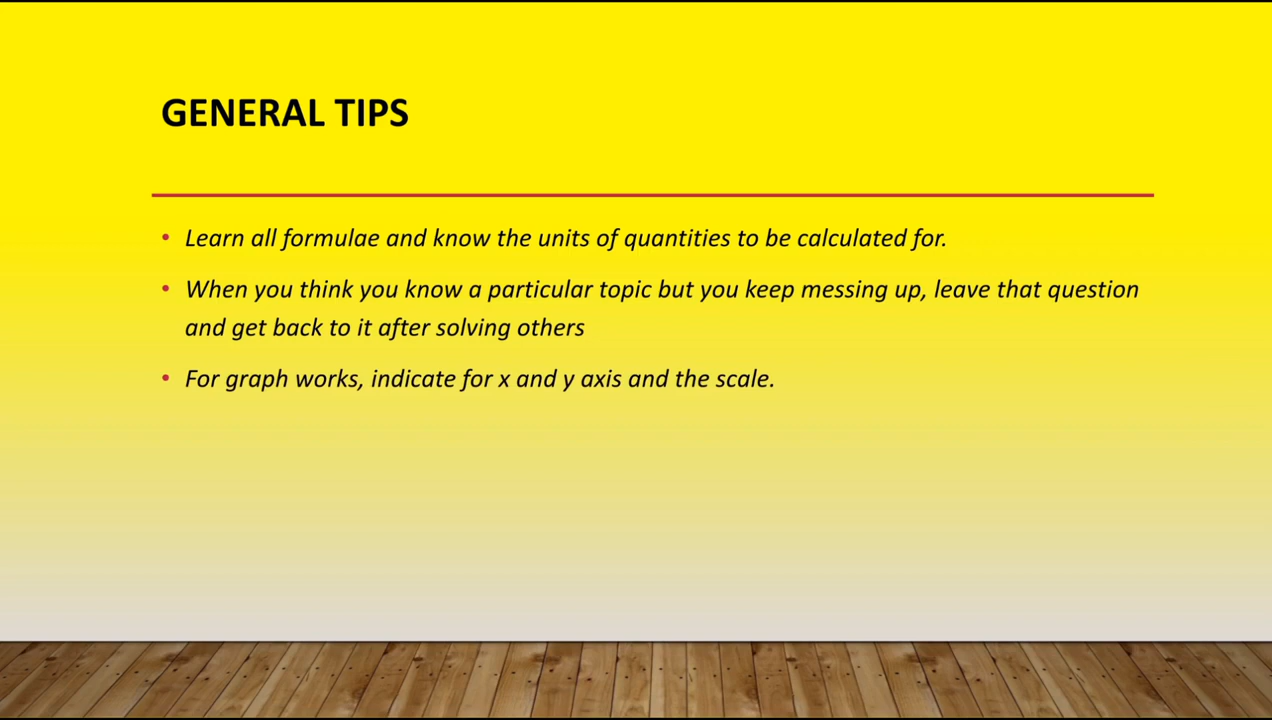 GENERAL TIPS
• Learn all formulae and know the units of quantities to be calculated for.
• When you think you know a particular topic but you keep messing up, leave that question
and get back to it after solving others
• For graph works, indicate for x and y axis and the scale.